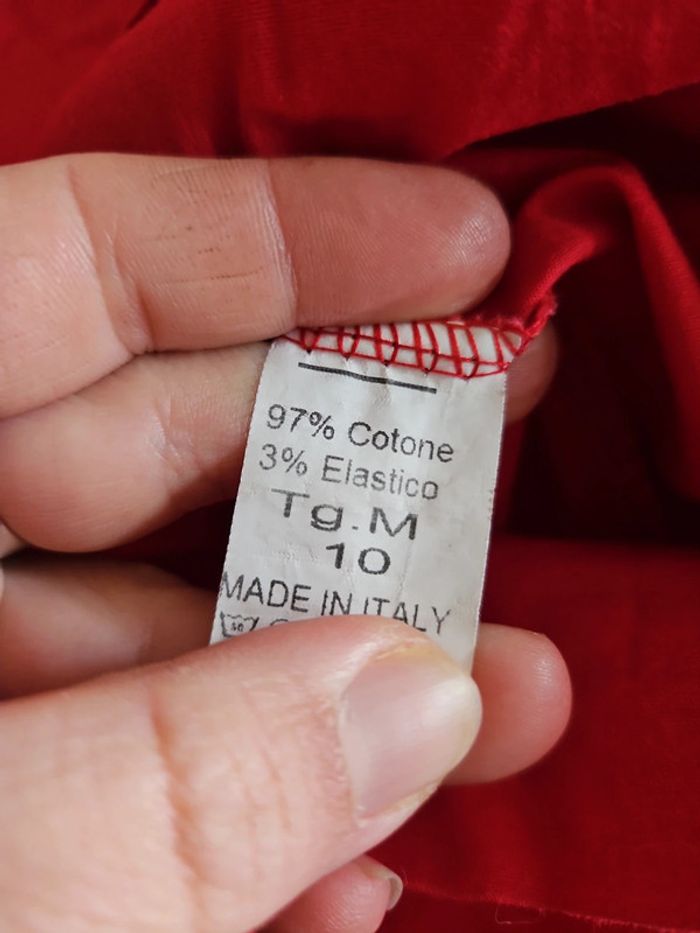 97% Cotone
3% Elastico
Tg.M
10
MADE IN ITALY